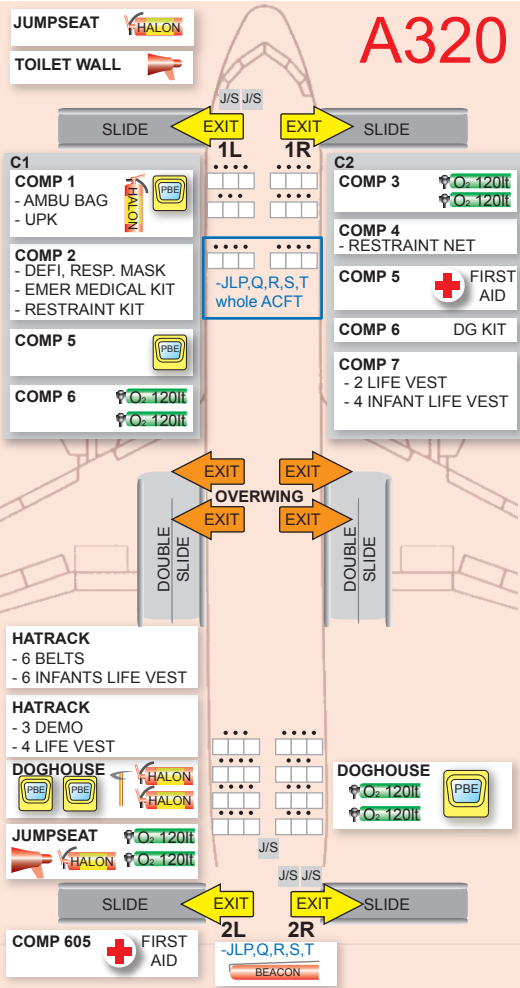 A320
JUMPSEAT HALON
TOILET WALL
J/S J/S
SLIDE EXIT EXIT SLIDE
1L 1R
C1
COMP 1
- AMBU BAG
- UPK
HALON
PBE
COMP 2
- DEFI, RESP. MASK
- EMER MEDICAL KIT
- RESTRAINT KIT
COMP 5
PBE
COMP 6 O₂ 120lt
O₂ 120lt
-JLP,Q,R,S,T
whole ACFT
C2
COMP 3 O₂ 120lt
O₂ 120lt
COMP 4
- RESTRAINT NET
COMP 5 FIRST
AID
COMP 6 DG KIT
COMP 7
- 2 LIFE VEST
- 4 INFANT LIFE VEST
EXIT EXIT
OVERWING
EXIT EXIT
DOUBLE
SLIDE
DOUBLE
SLIDE
HATRACK
- 6 BELTS
- 6 INFANTS LIFE VEST
HATRACK
- 3 DEMO
- 4 LIFE VEST
DOGHOUSE
PBE PBE HALON
HALON
JUMPSEAT O₂ 120lt
HALON O₂ 120lt
DOGHOUSE
O₂ 120lt
O₂ 120lt
PBE
J/S
J/S J/S
SLIDE EXIT EXIT SLIDE
2L 2R
COMP 605 FIRST
AID
-JLP,Q,R,S,T
BEACON